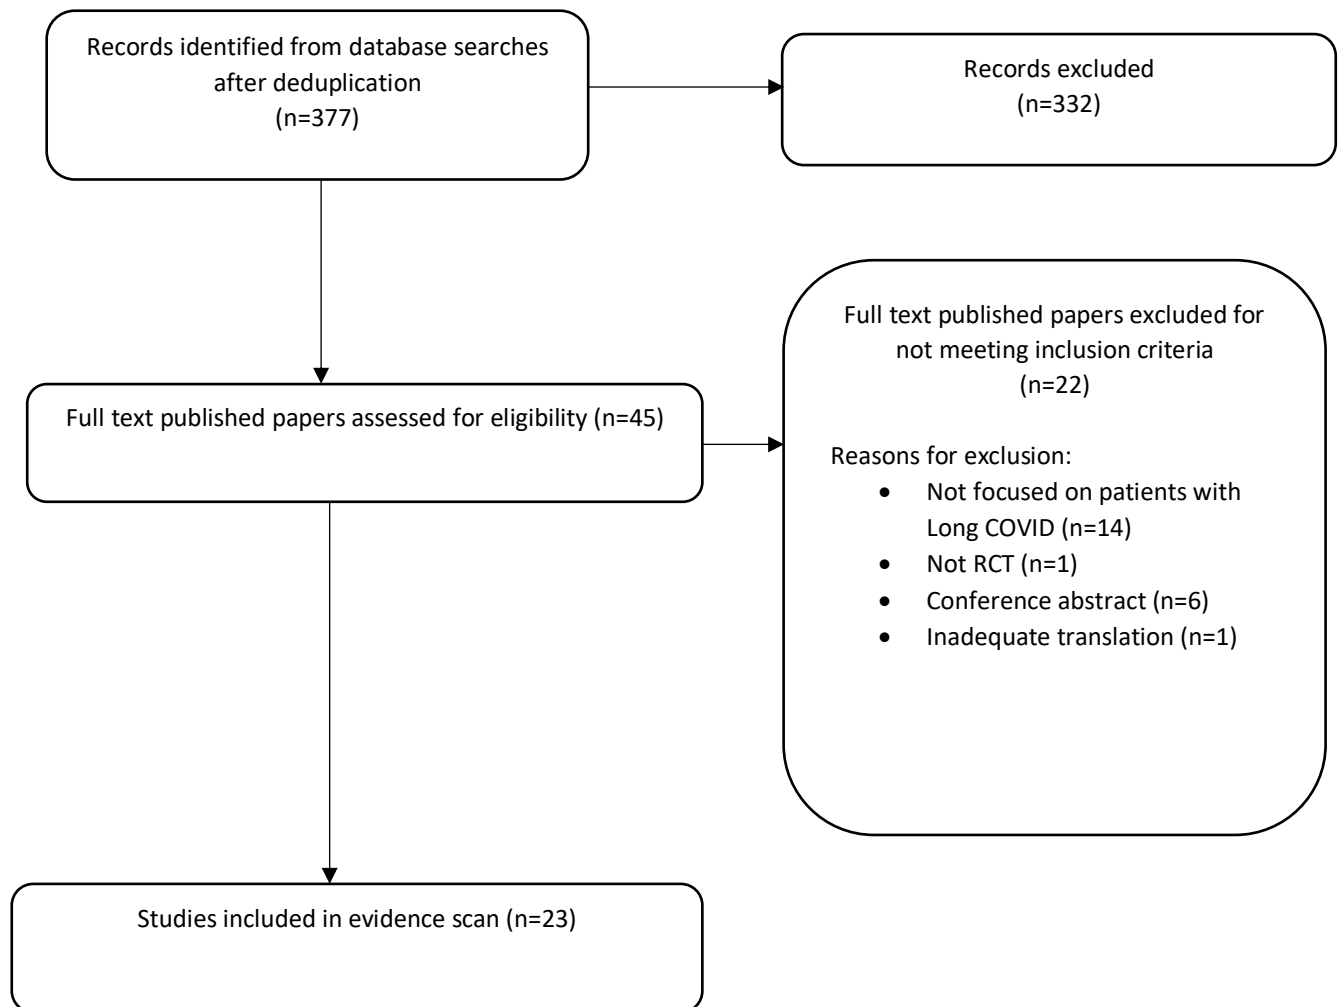 Records identified from database searches
after deduplication
(n=377)
Records excluded
(n=332)
Full text published papers assessed for eligibility (n=45)
Full text published papers excluded for
not meeting inclusion criteria
(n=22)
Reasons for exclusion:
• Not focused on patients with
Long COVID (n=14)
• Not RCT (n=1)
• Conference abstract (n=6)
• Inadequate translation (n=1)
Studies included in evidence scan (n=23)